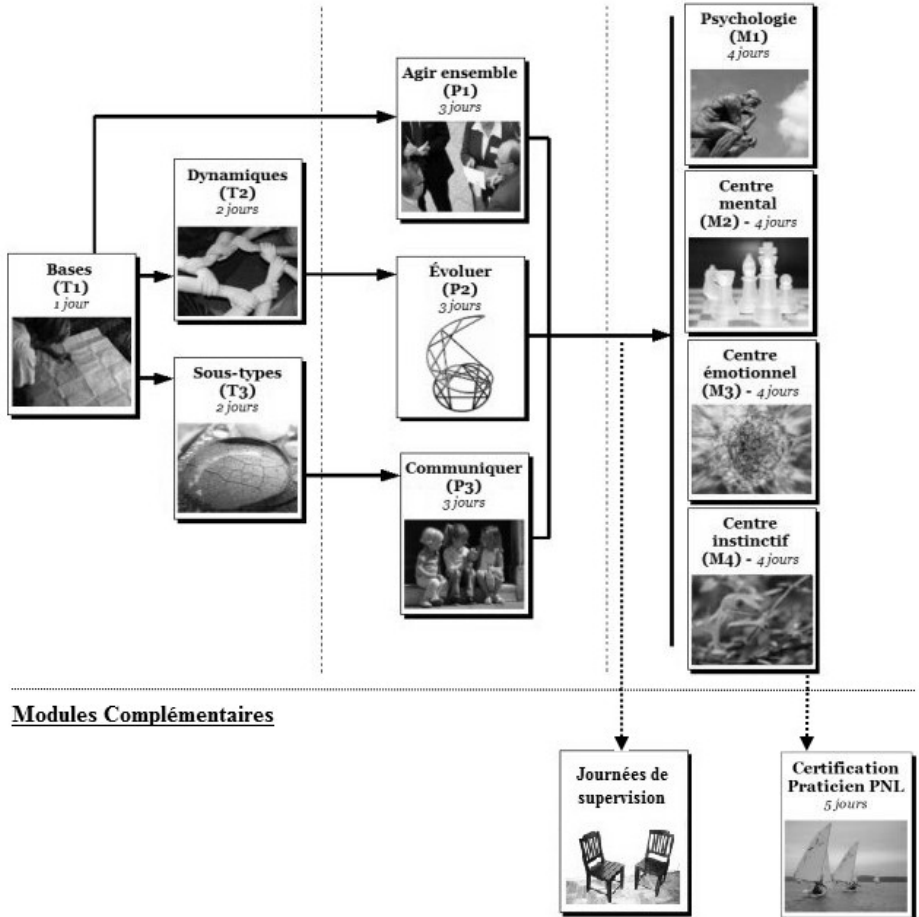 Bases
(T1)
1 jour
Dynamiques
(T2)
2 jours
Sous-types
(T3)
2 jours
Agir ensemble
(P1)
3 jours
Évoluer
(P2)
3 jours
Communiquer
(P3)
3 jours
Psychologie
(M1)
4 jours
Centre
mental
(M2) - 4 jours
Centre
émotionnel
(M3) - 4 jours
Centre
instinctif
(M4) - 4 jours
Modules Complémentaires
Journées de
supervision
Certification
Praticien PNL
5 jours